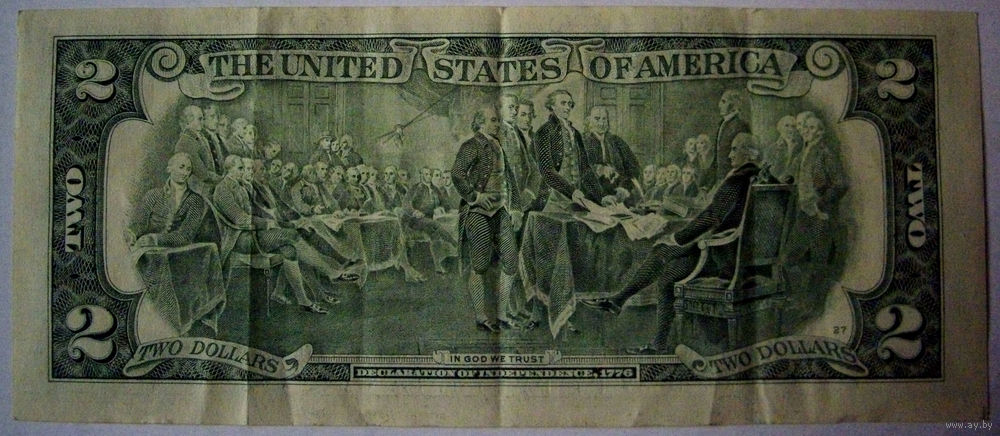 2
THE UNITED STATES OF AMERICA
2
TWO
TWO
2
TWO DOLLARS
IN GOD WE TRUST
DECLARATION OF INDEPENDENCE, 1776
27
TWO DOLLARS
2
www.ay.by